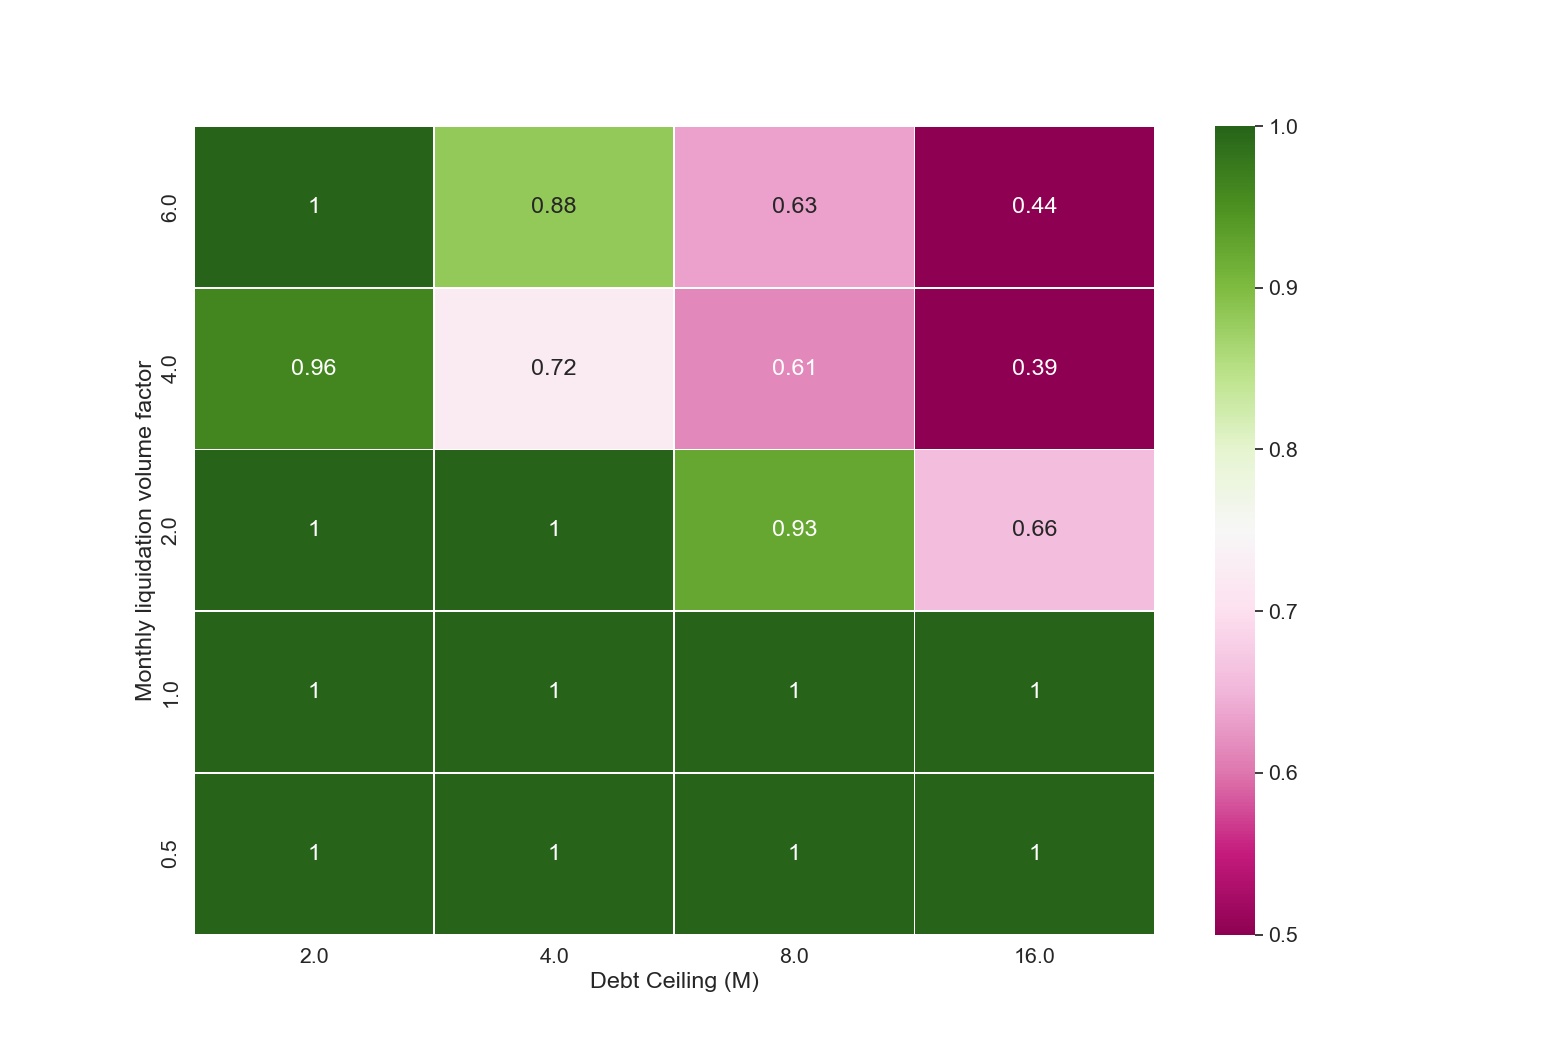 Monthly liquidation volume factor
6.0 1 0.88 0.63 0.44
4.0 0.96 0.72 0.61 0.39
2.0 1 1 0.93 0.66
1.0 1 1 1 1
0.5 1 1 1 1
2.0 4.0 8.0 16.0
Debt Ceiling (M)
1.0
0.9
0.8
0.7
0.6
0.5